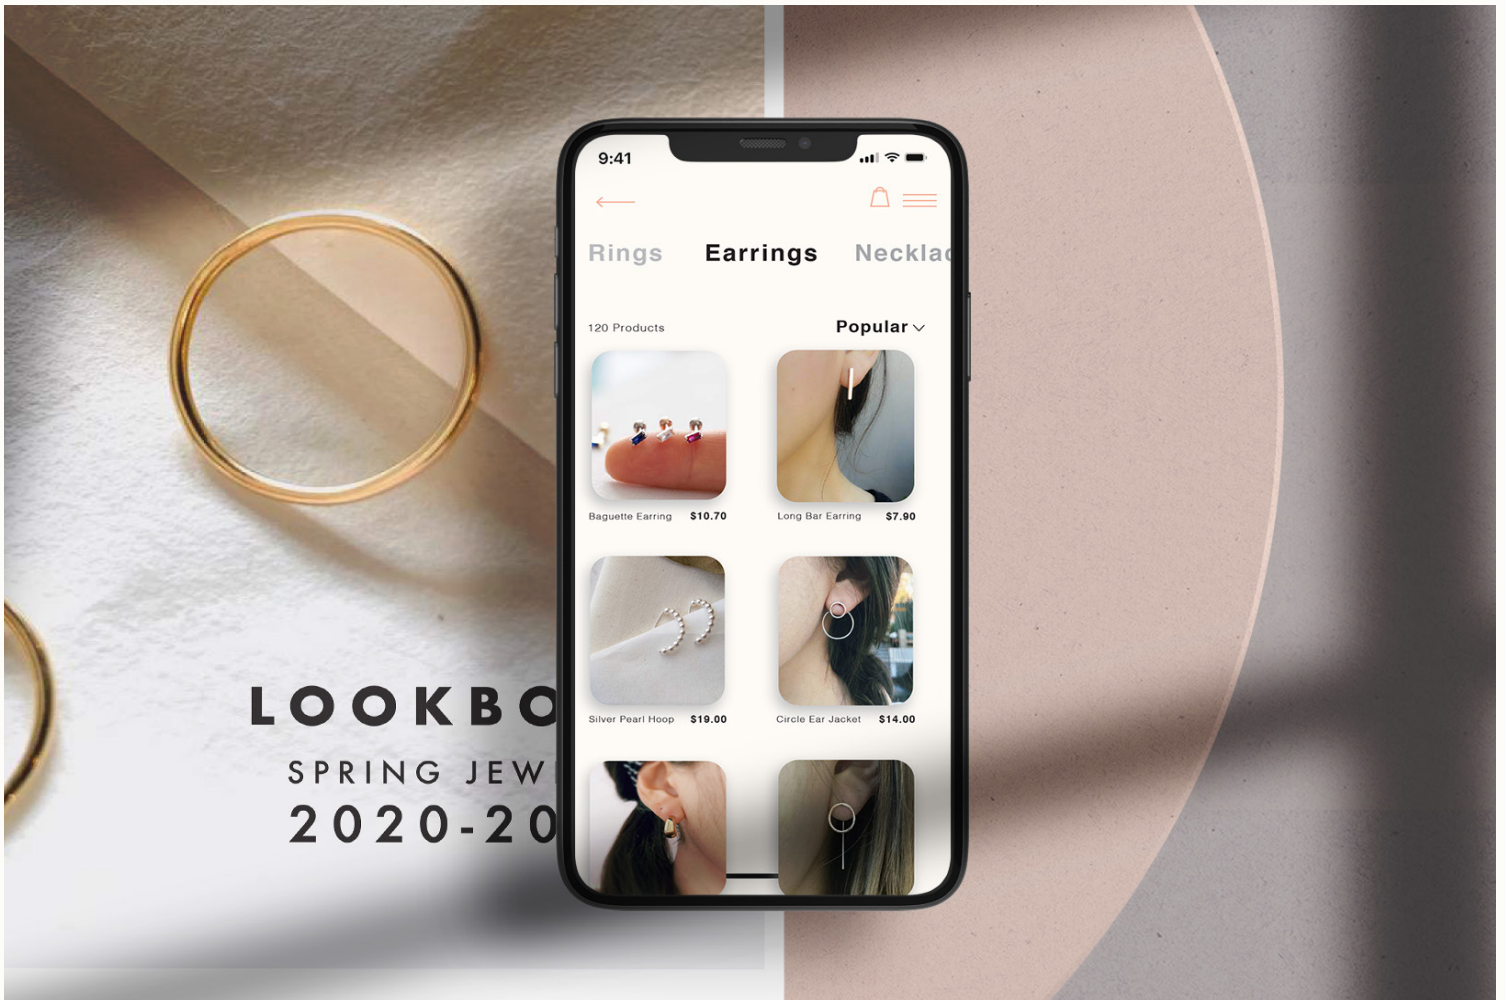 9:41
Rings Earrings Necklac
120 Products Popular
Baguette Earring $10.70 Long Bar Earring $7.90
Silver Pearl Hoop $19.00 Circle Ear Jacket $14.00
LOOKBO
SPRING JEW
2020-20